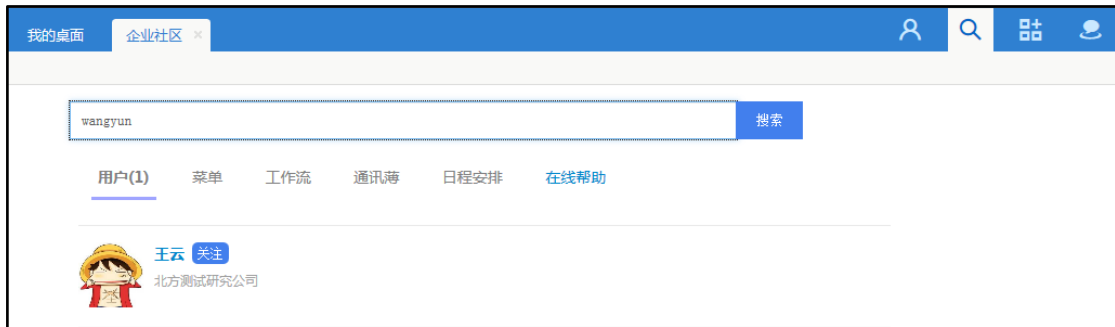 我的桌面 企业社区 ×
wangyun 搜索
用户(1) 菜单 工作流 通讯薄 日程安排 在线帮助
王云 关注
北方测试研究公司